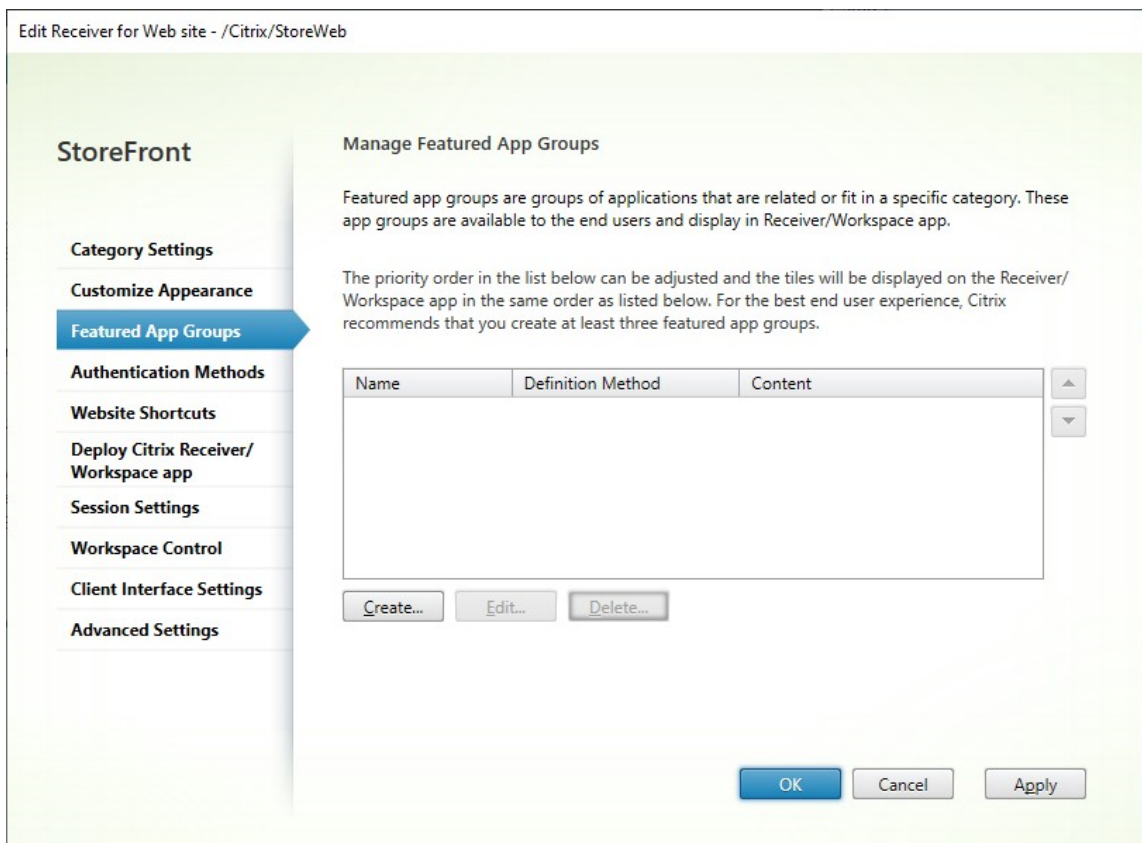 Edit Receiver for Web site - /Citrix/StoreWeb
StoreFront
Category Settings
Customize Appearance
Featured App Groups
Authentication Methods
Website Shortcuts
Deploy Citrix Receiver/
Workspace app
Session Settings
Workspace Control
Client Interface Settings
Advanced Settings
Manage Featured App Groups
Featured app groups are groups of applications that are related or fit in a specific category. These
app groups are available to the end users and display in Receiver/Workspace app.
The priority order in the list below can be adjusted and the tiles will be displayed on the Receiver/
Workspace app in the same order as listed below. For the best end user experience, Citrix
recommends that you create at least three featured app groups.
Name Definition Method Content
Create... Edit... Delete...
OK Cancel Apply